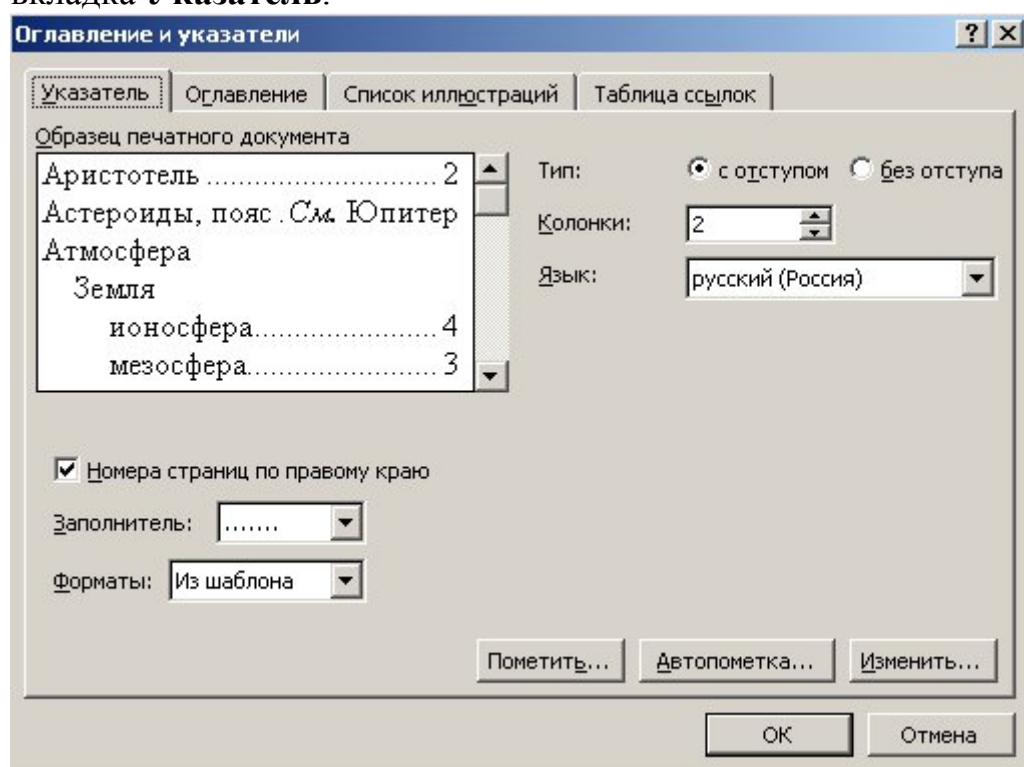 вкладка Указатель.
Оглавление и указатели
Указатель Оглавление Список иллюстраций Таблица ссылок
Образец печатного документа
Аристотель ............................ 2
Астероиды, пояс . См. Юпитер
Атмосфера
Земля
ионосфера...................... 4
мезосфера....................... 3
Тип: с отступом без отступа
Колонки: 2
Язык: русский (Россия)
Номера страниц по правому краю
Заполнитель: .......
Форматы: Из шаблона
Пометить... Автопометка... Изменить...
ОК Отмена